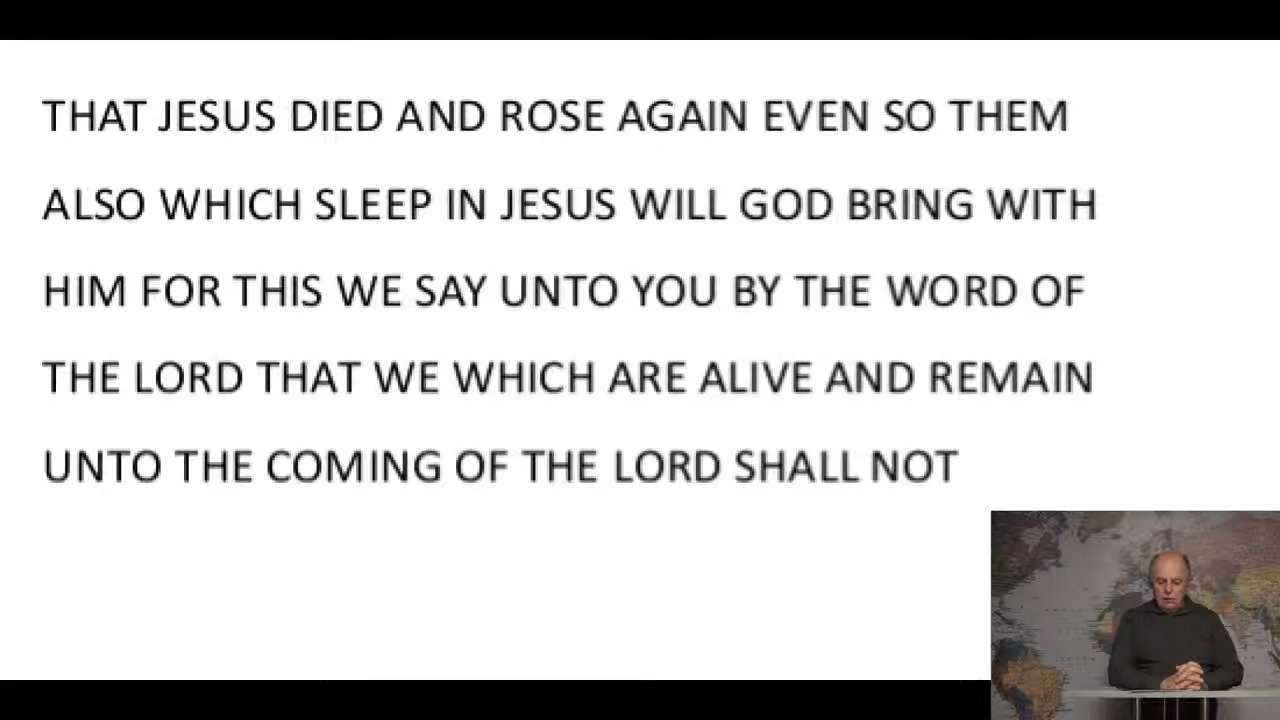 THAT JESUS DIED AND ROSE AGAIN EVEN SO THEM
ALSO WHICH SLEEP IN JESUS WILL GOD BRING WITH
HIM FOR THIS WE SAY UNTO YOU BY THE WORD OF
THE LORD THAT WE WHICH ARE ALIVE AND REMAIN
UNTO THE COMING OF THE LORD SHALL NOT